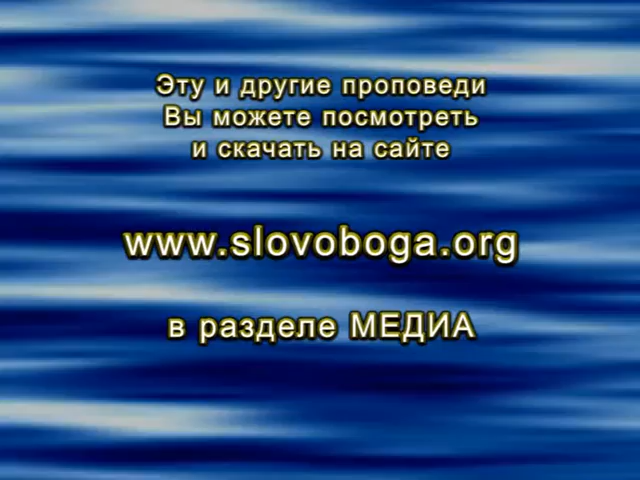 Эту и другие проповеди
Вы можете посмотреть
и скачать на сайте
www.slovoboga.org
в разделе МЕДИА